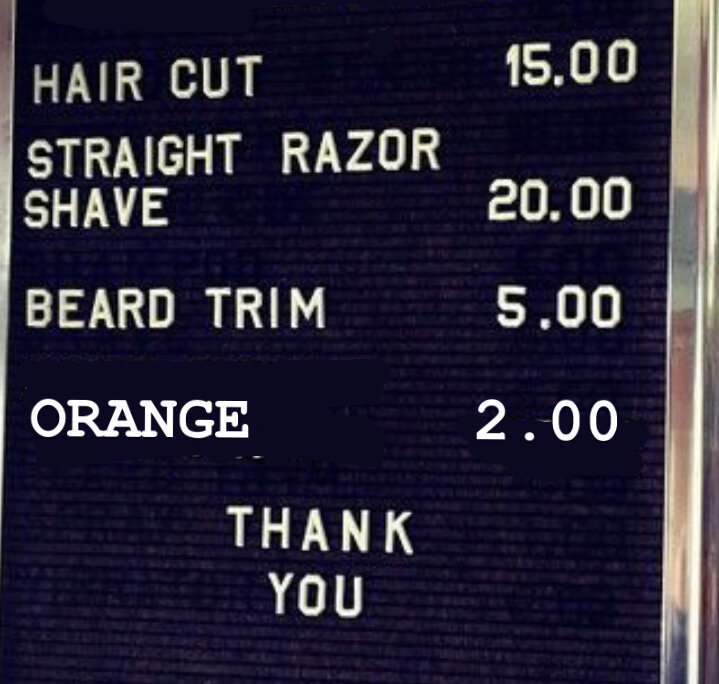 HAIR CUT 15.00
STRAIGHT RAZOR
SHAVE 20.00
BEARD TRIM 5.00
ORANGE 2.00
THANK
YOU